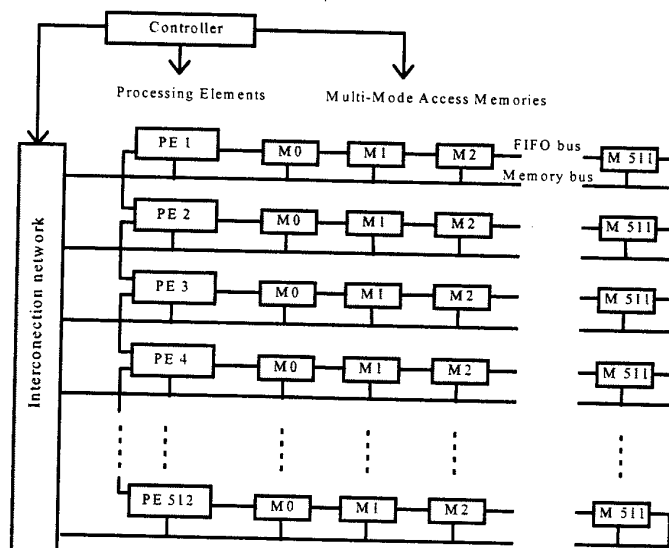 Controller
Processing Elements
Multi-Mode Access Memories
PE 1
M0
M1
M2
FIFO bus
M 511
Memory bus
PE 2
M0
M1
M2
M 511
PE 3
M0
M1
M2
M 511
PE 4
M0
M1
M2
M 511
PE 512
M0
M1
M2
M 511
Interconection network